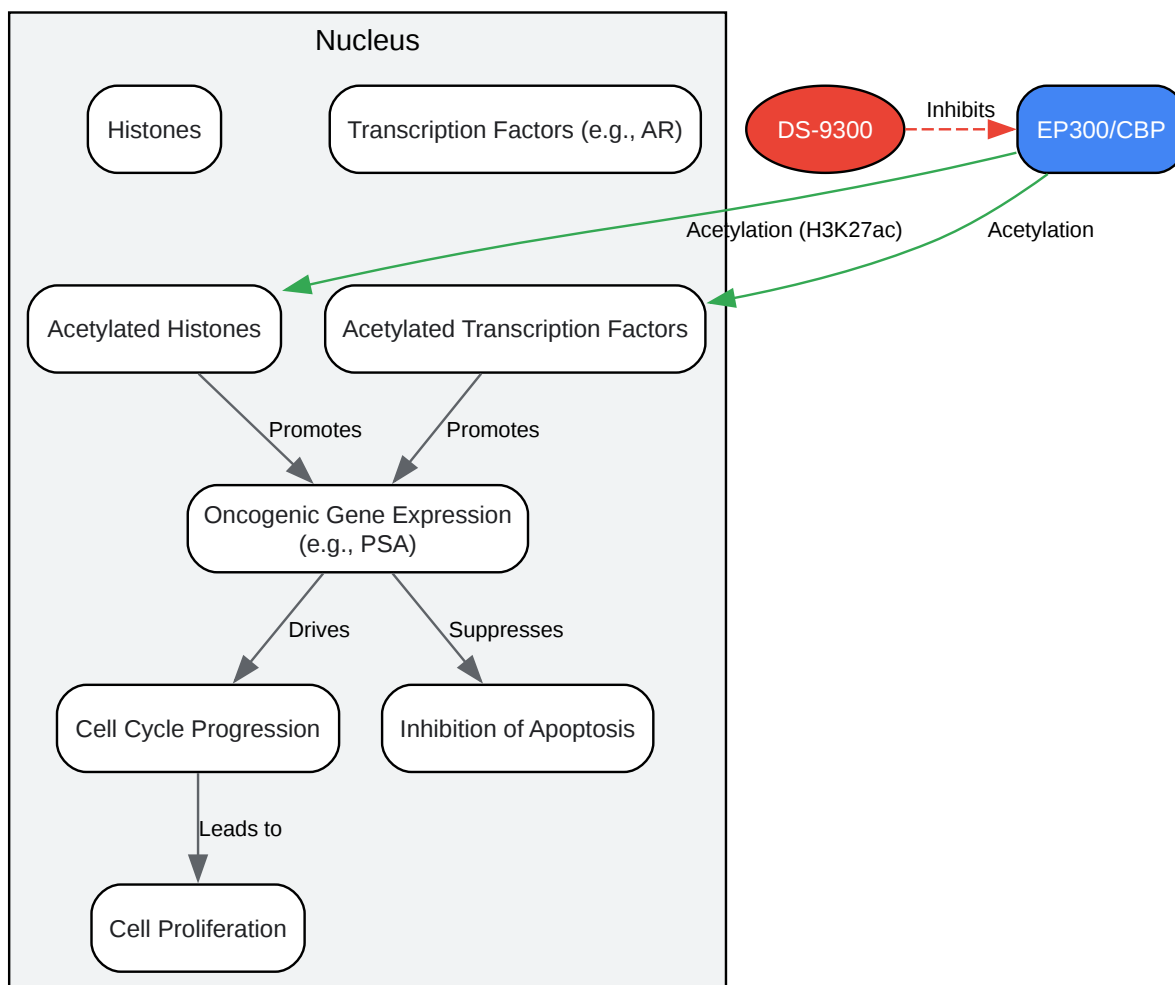 Nucleus
Histones
Transcription Factors (e.g., AR)
DS-9300
Inhibits
EP300/CBP
Acetylation (H3K27ac)
Acetylation
Acetylated Histones
Acetylated Transcription Factors
Promotes
Promotes
Oncogenic Gene Expression
(e.g., PSA)
Drives
Suppresses
Cell Cycle Progression
Inhibition of Apoptosis
Leads to
Cell Proliferation